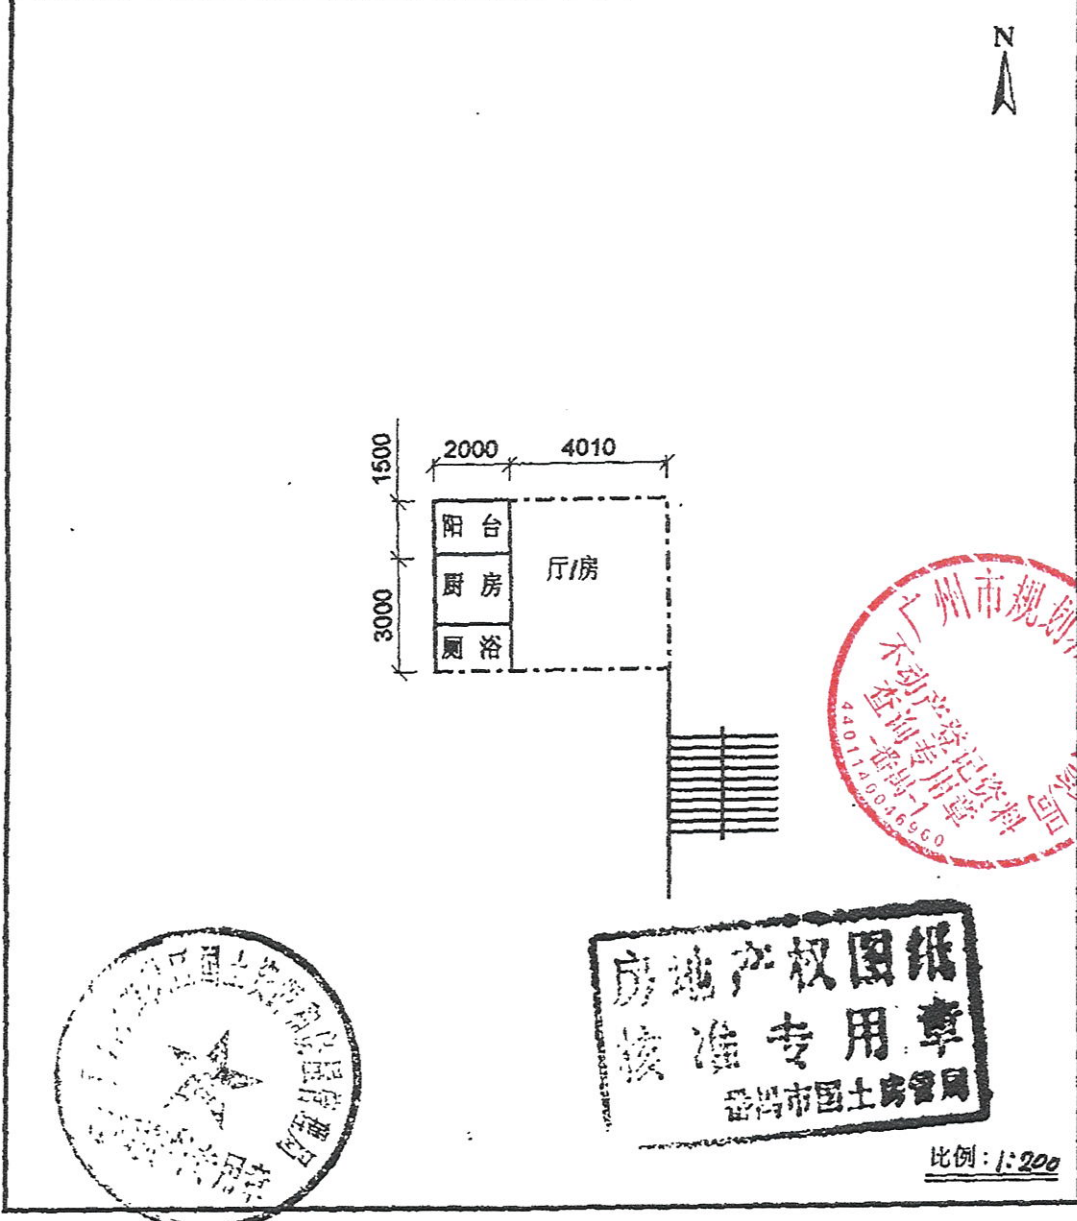 N
1500
2000
4010
阳台
厅/房
厨房
3000
厕浴
广州市规划
局
不动产登记资料
查询专用章
-番禺-1
4401140046960
房地产权图纸
核准专用章
番禺市国土房管局
比例：1:200